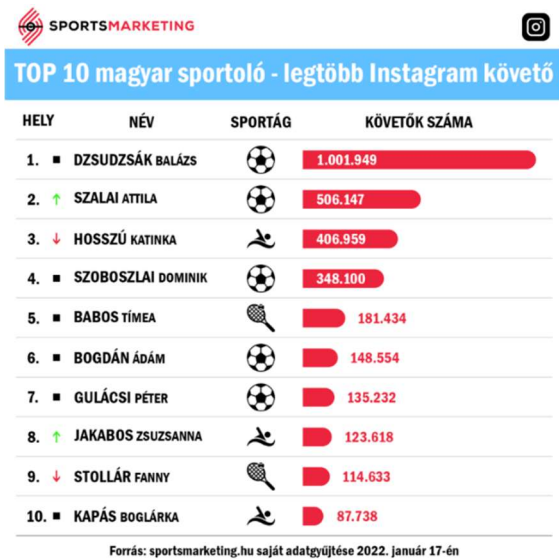 SPORTSMARKETING
TOP 10 magyar sportoló - legtöbb Instagram követő
HELY NÉV SPORTÁG KÖVETŐK SZÁMA
1. DZSUDZSÁK BALÁZS 1.001.949
2. SZALAI ATTILA 506.147
3. HOSSZÚ KATINKA 406.959
4. SZOBOSZLAI DOMINIK 348.100
5. BABOS TÍMEA 181.434
6. BOGDÁN ÁDÁM 148.554
7. GULÁCSI PÉTER 135.232
8. JAKABOS ZSUZSANNA 123.618
9. STOLLÁR FANNY 114.633
10. KAPÁS BOGLÁRKA 87.738
Forrás: sportsmarketing.hu saját adatgyűjtése 2022. január 17-én